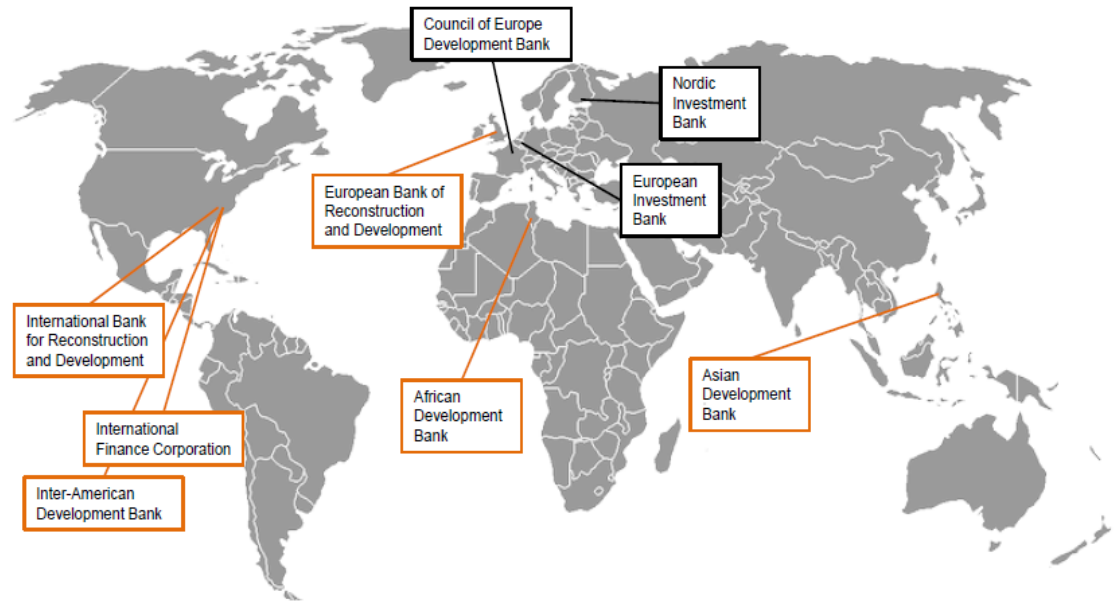 Council of Europe
Development Bank
Nordic
Investment
Bank
European Bank of
Reconstruction
and Development
European
Investment
Bank
International Bank
for Reconstruction
and Development
African
Development
Bank
Asian
Development
Bank
International
Finance Corporation
Inter-American
Development Bank